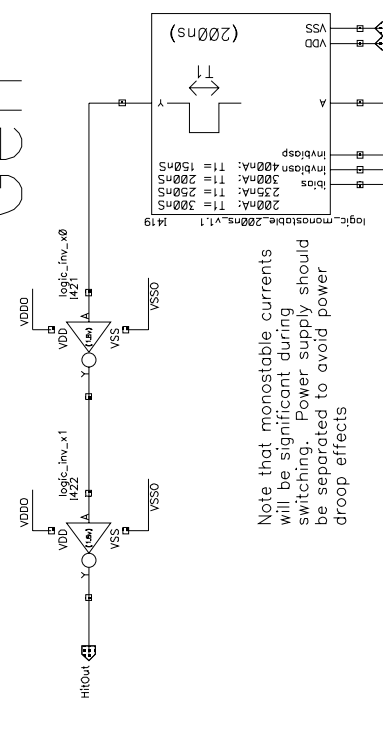 (200ns)
VSS
VDD
T1
Y
A
invbiasp
invbiasn
ibias
400nA: T1= 150nS
300nA: T1= 200nS
235nA: T1= 250nS
200nA: T1= 300nS
logic_monostable_200ns_v1.1
I419
logic_inv_x0
I421
VDDO
VDD
A
(1.8v)
Y
VSS
VSSO
logic_inv_x1
I422
VDDO
VDD
A
(1.8v)
Y
VSS
VSSO
HitOut
Note that monostable currents
will be significant during
switching. Power supply should
be separated to avoid power
droop effects